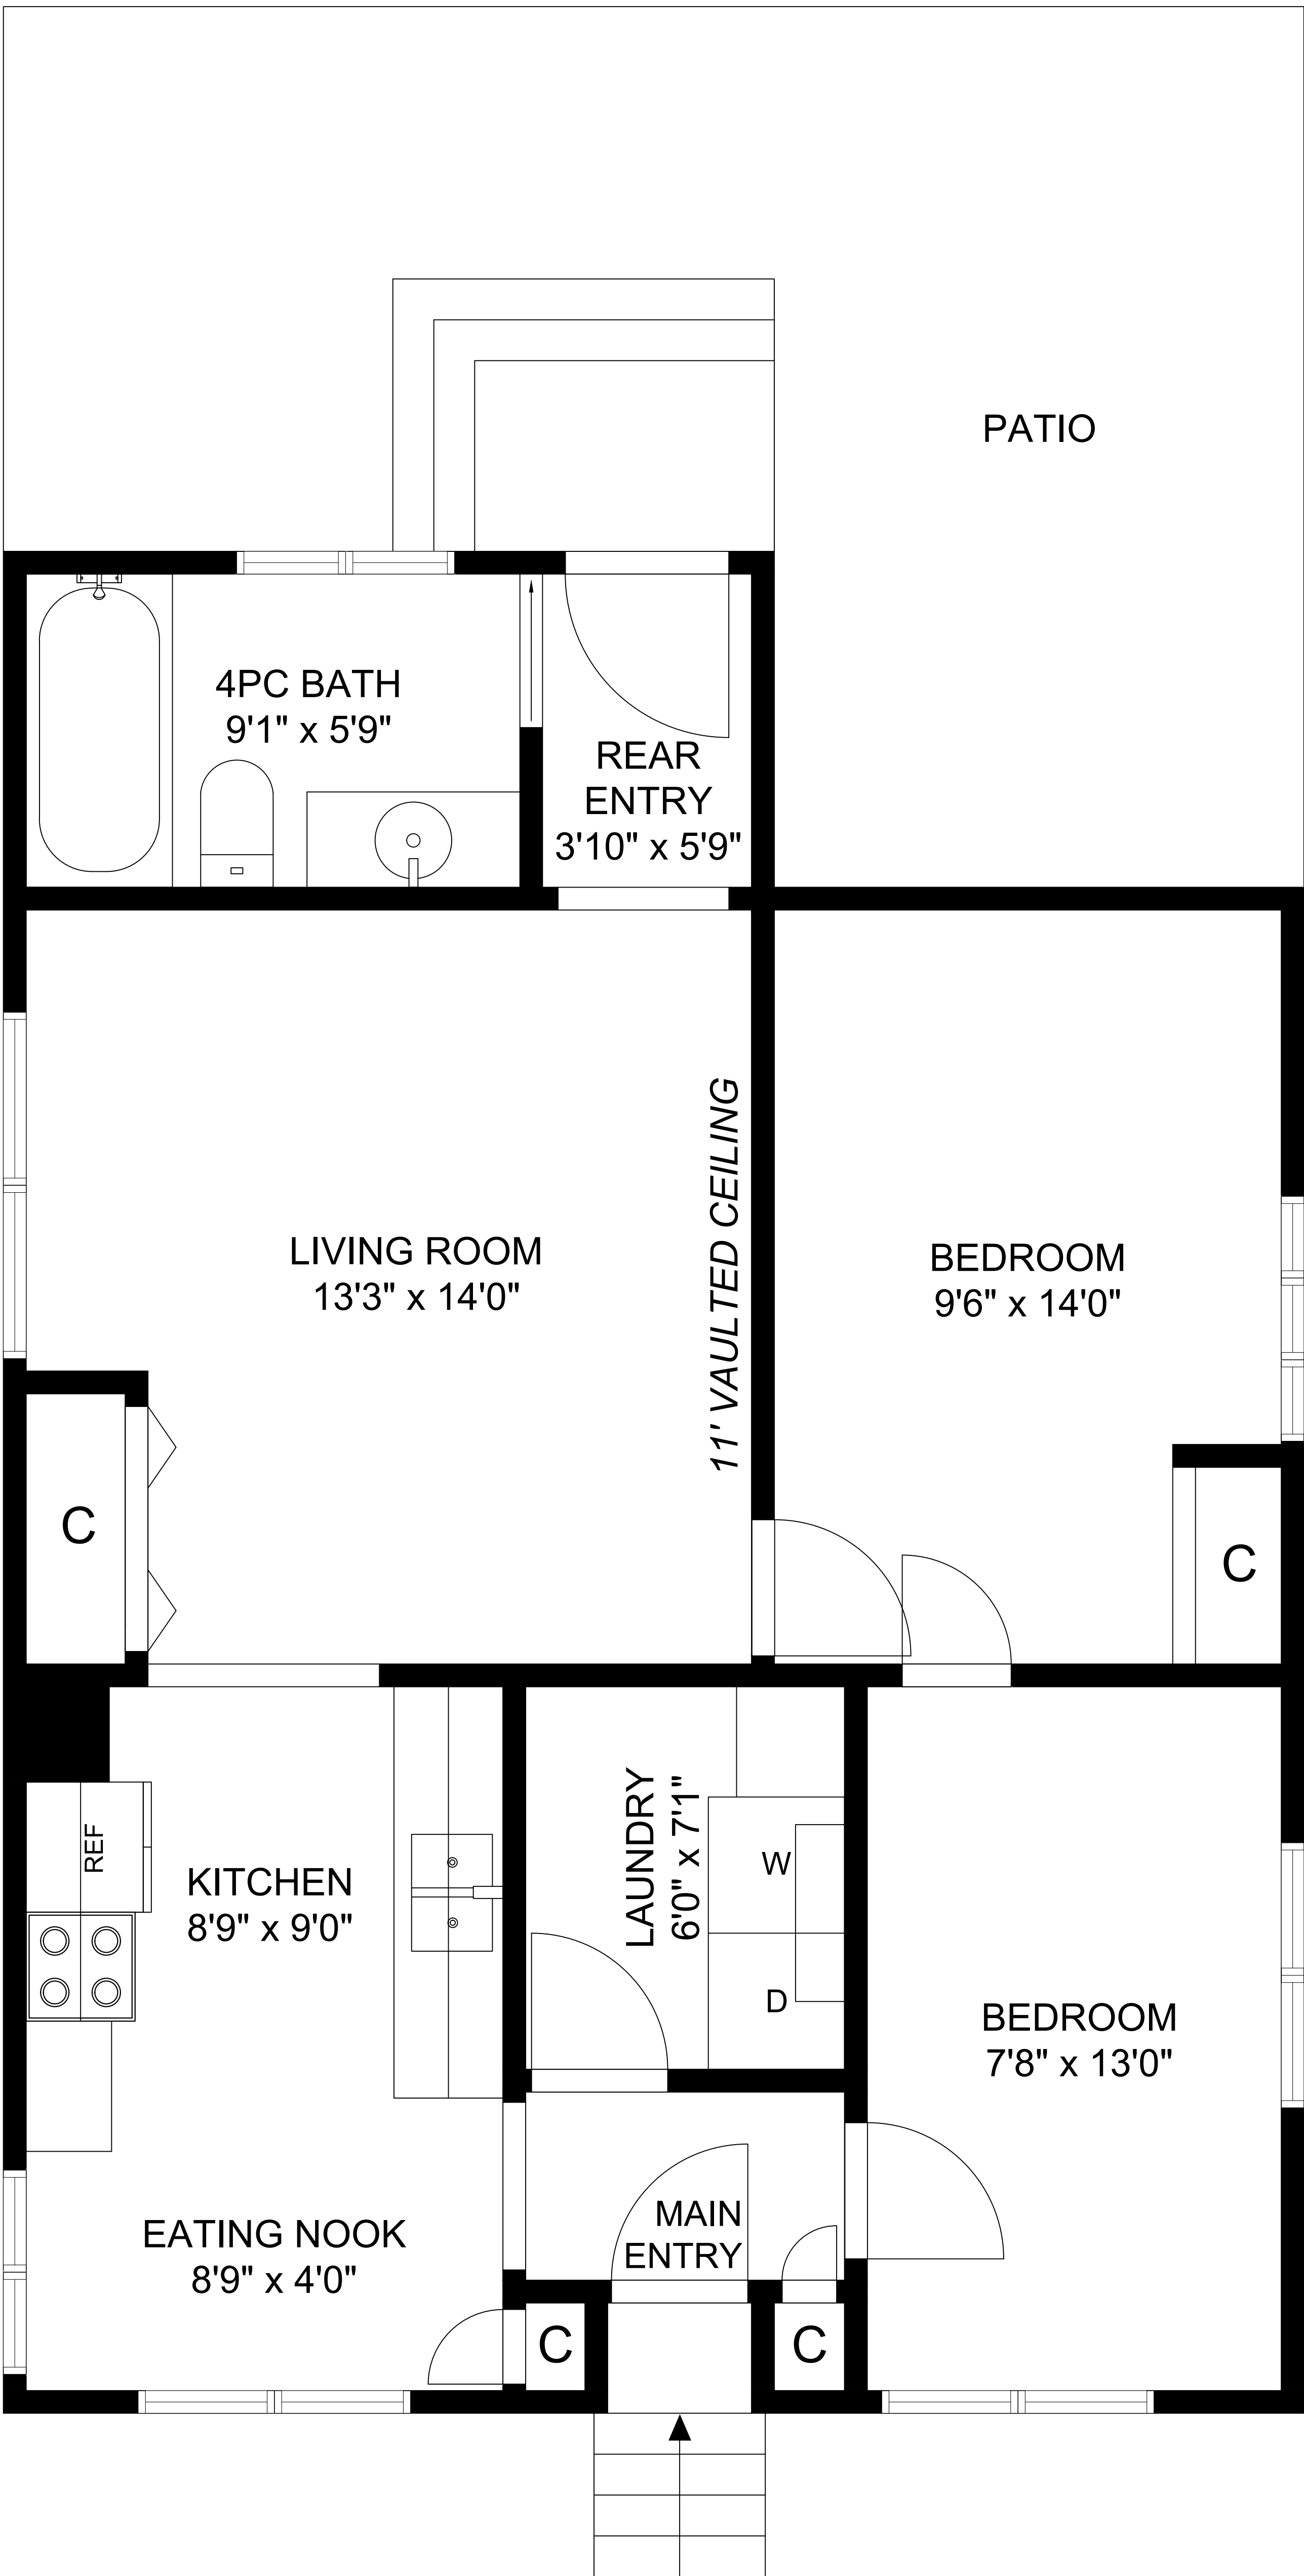 PATIO
4PC BATH
9'1" x 5'9"
REAR
ENTRY
3'10" x 5'9"
11' VAULTED CEILING
LIVING ROOM
13'3" x 14'0"
BEDROOM
9'6" x 14'0"
C
C
REF
KITCHEN
8'9" x 9'0"
LAUNDRY
6'0" x 7'1"
W
D
BEDROOM
7'8" x 13'0"
EATING NOOK
8'9" x 4'0"
MAIN
ENTRY
C
C